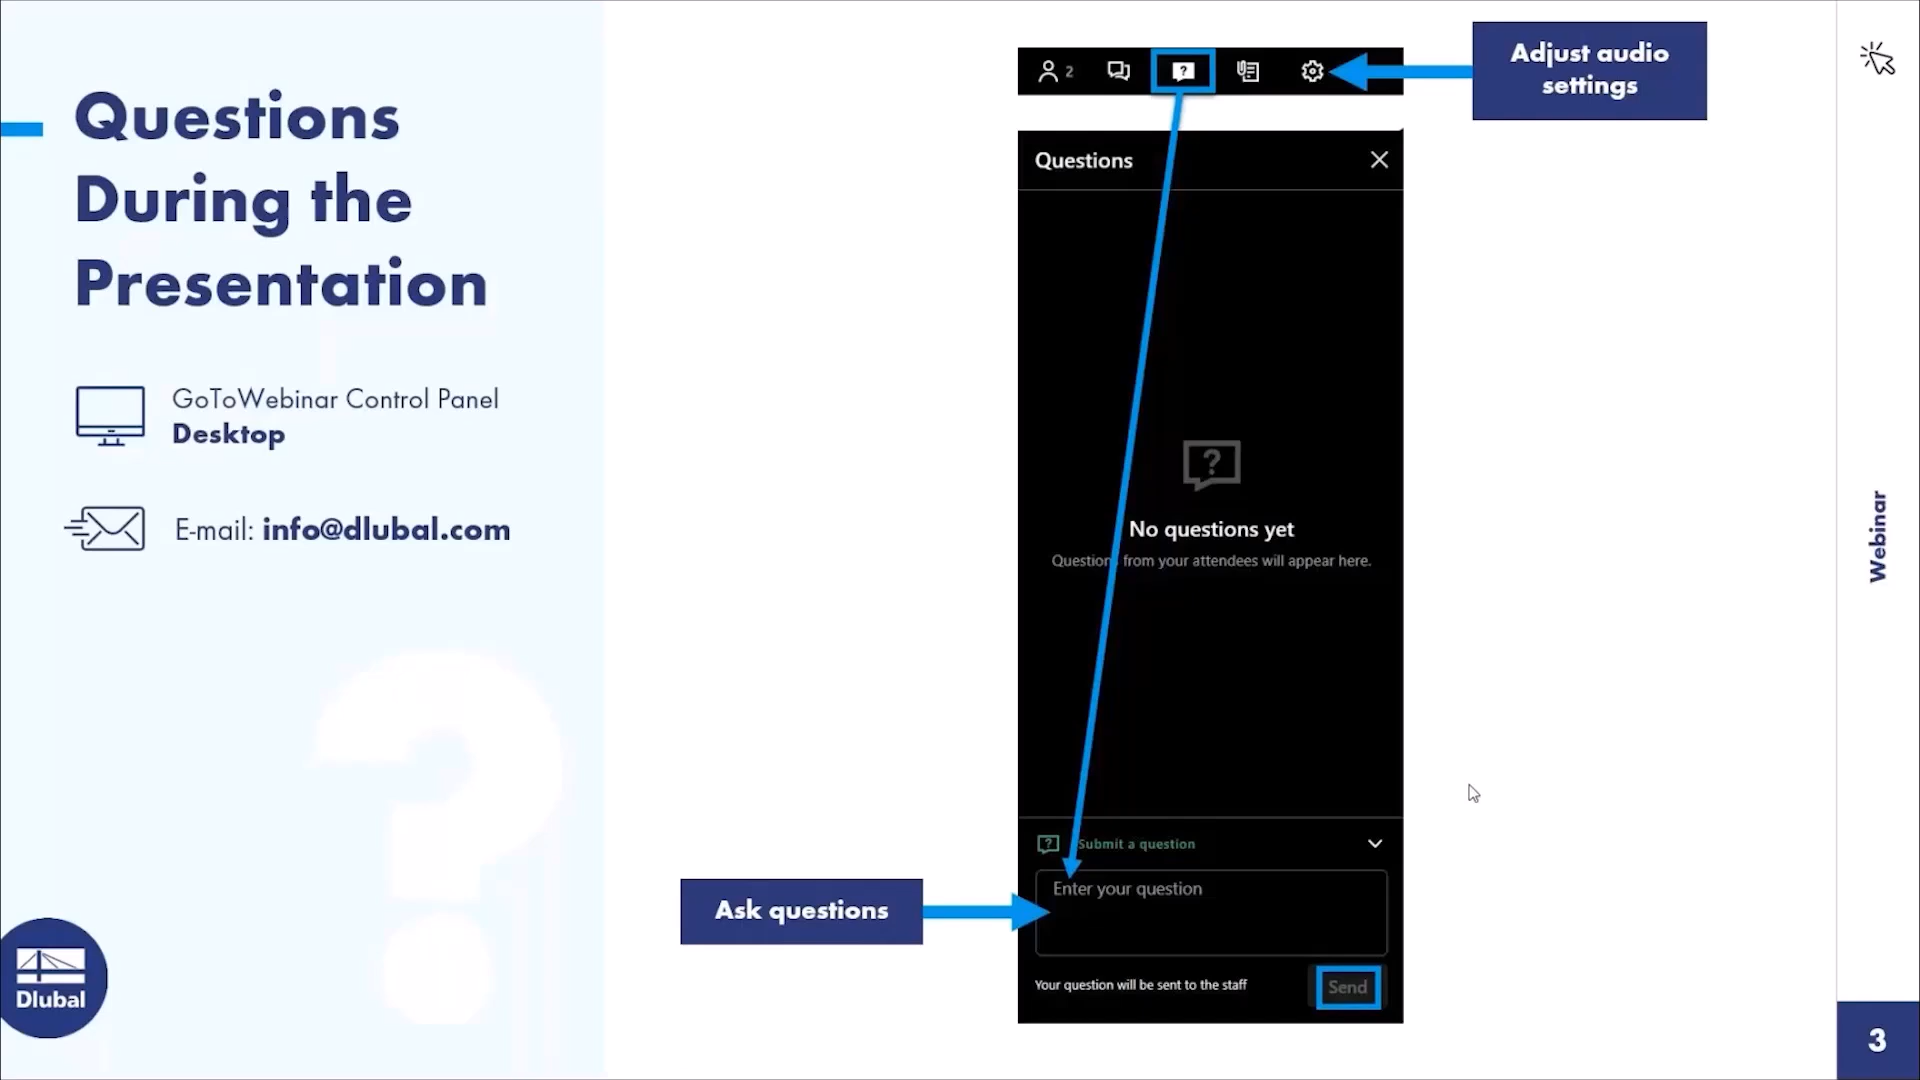 Questions
During the
Presentation
GoToWebinar Control Panel
Desktop
E-mail: info@dlubal.com
Dlubal
2
Adjust audio
settings
Questions
No questions yet
Questions from your attendees will appear here.
Submit a question
Enter your question
Ask questions
Your question will be sent to the staff
Send
Webinar
3